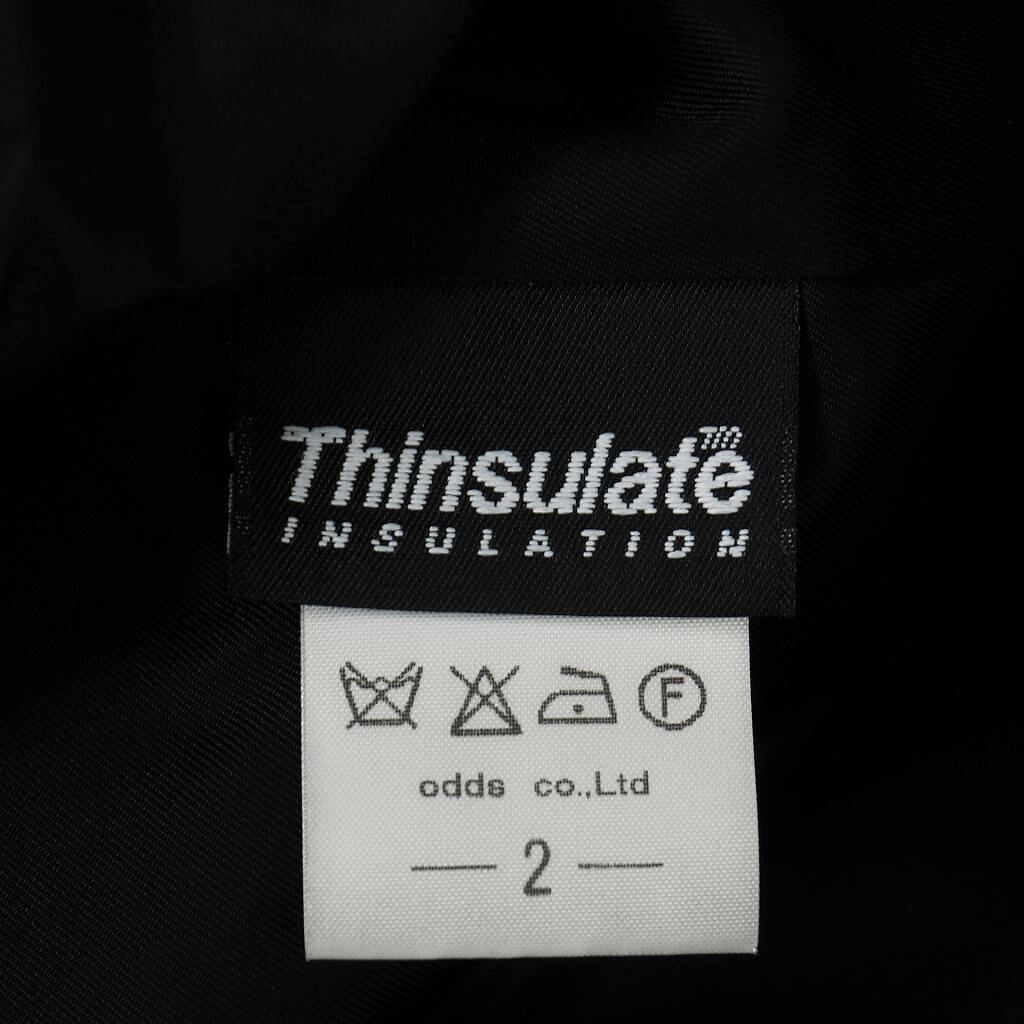 Thinsulate™
INSULATION
F
odds co.,Ltd
— 2 —